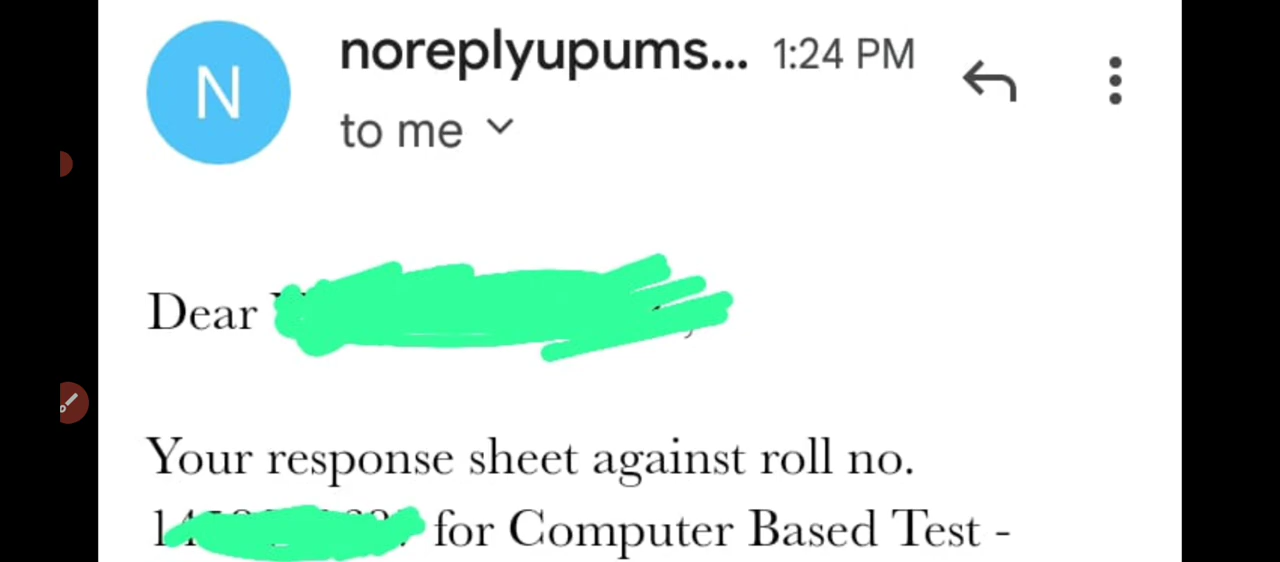 N
noreplyupums... 1:24 PM
to me
Dear
Your response sheet against roll no.
for Computer Based Test -